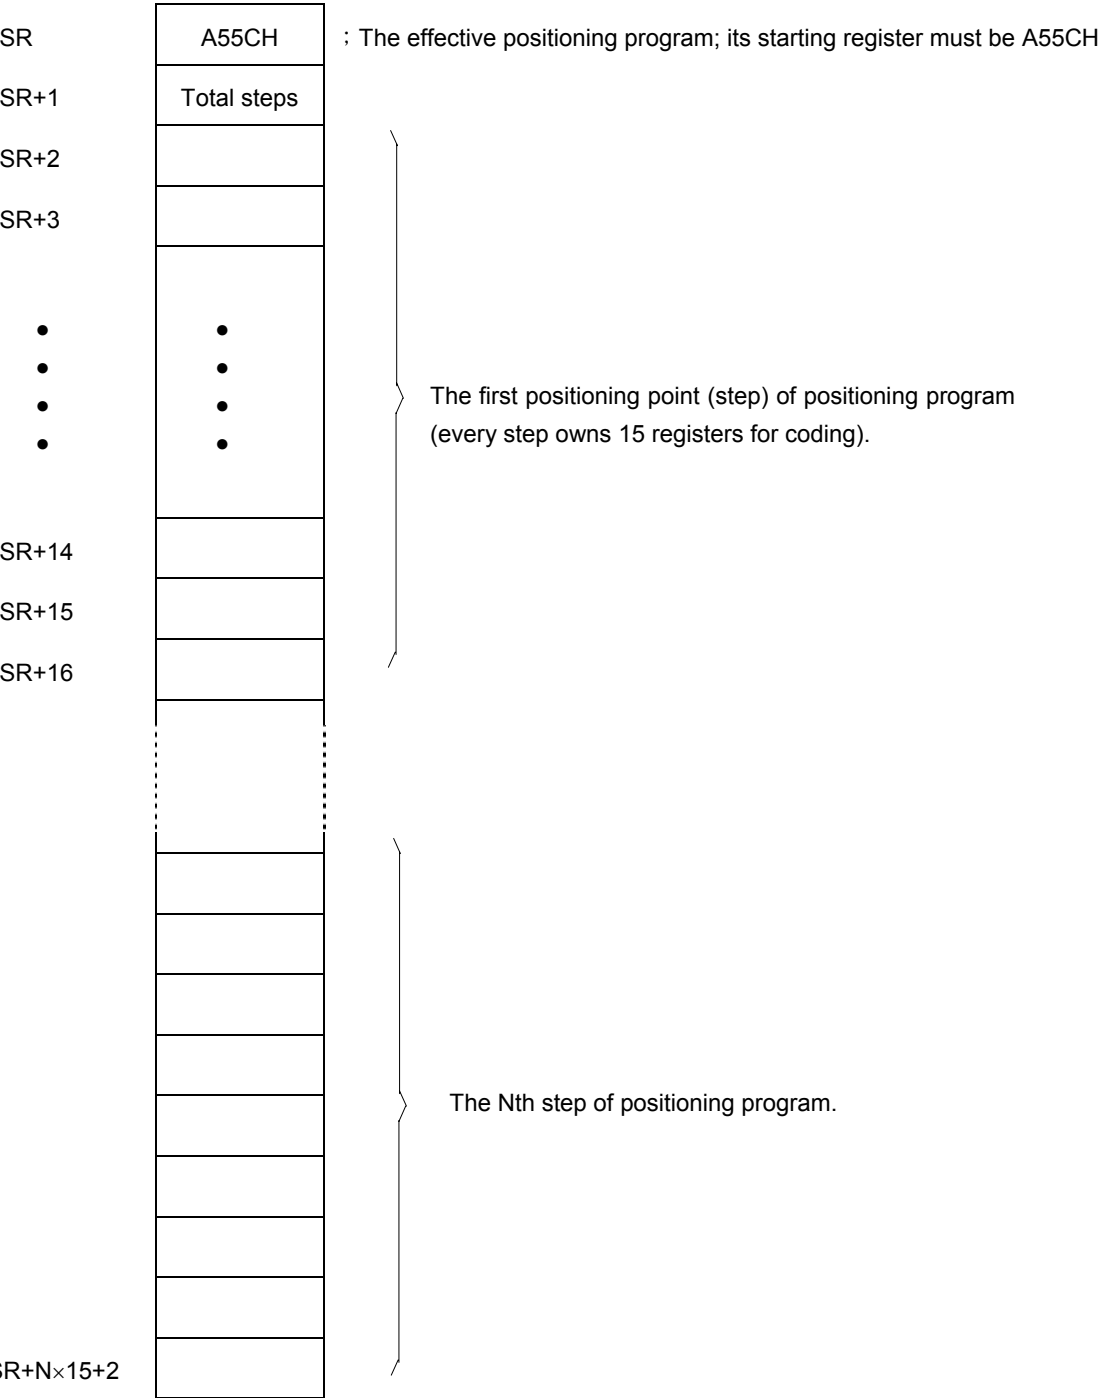 SR A55CH ; The effective positioning program; its starting register must be A55CH
SR+1 Total steps
SR+2
SR+3
The first positioning point (step) of positioning program
(every step owns 15 registers for coding).
SR+14
SR+15
SR+16
The Nth step of positioning program.
SR+N×15+2